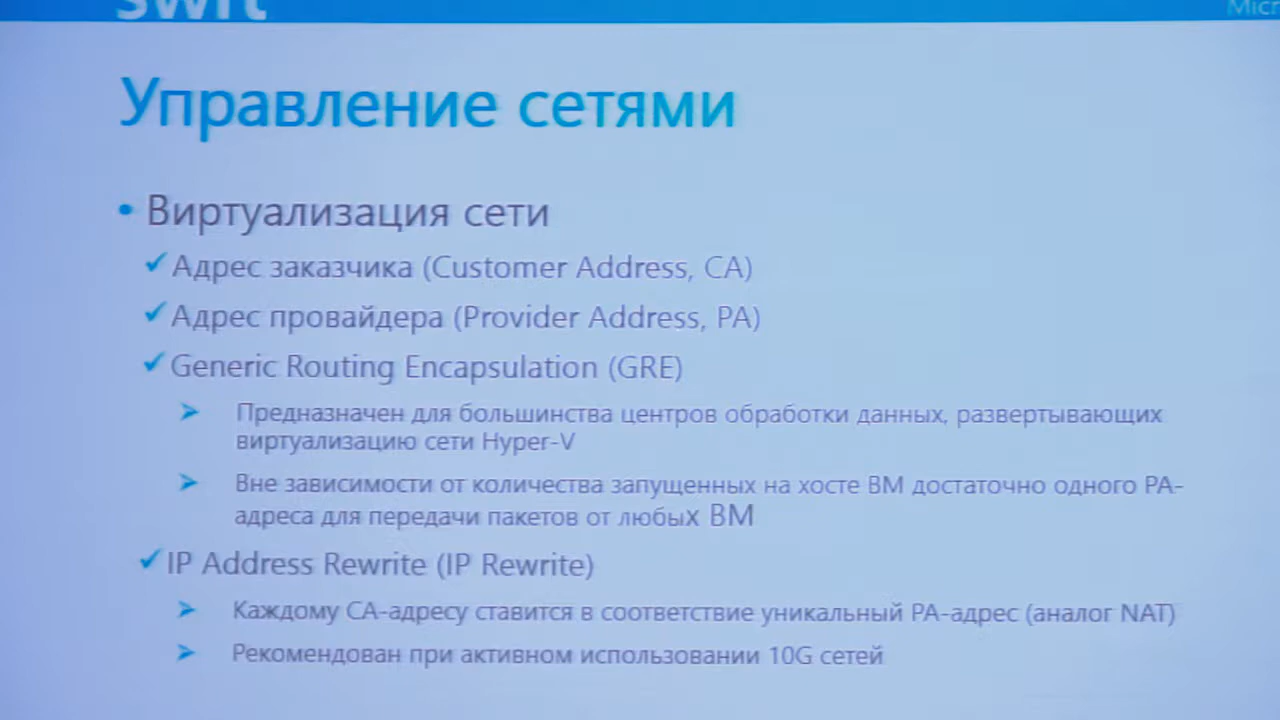 Управление сетями
• Виртуализация сети
✓ Адрес заказчика (Customer Address, CA)
✓ Адрес провайдера (Provider Address, PA)
✓ Generic Routing Encapsulation (GRE)
➤ Предназначен для большинства центров обработки данных, развертывающих
виртуализацию сети Hyper-V
➤ Вне зависимости от количества запущенных на хосте ВМ достаточно одного PA-
адреса для передачи пакетов от любых ВМ
✓ IP Address Rewrite (IP Rewrite)
➤ Каждому CA-адресу ставится в соответствие уникальный PA-адрес (аналог NAT)
➤ Рекомендован при активном использовании 10G сетей